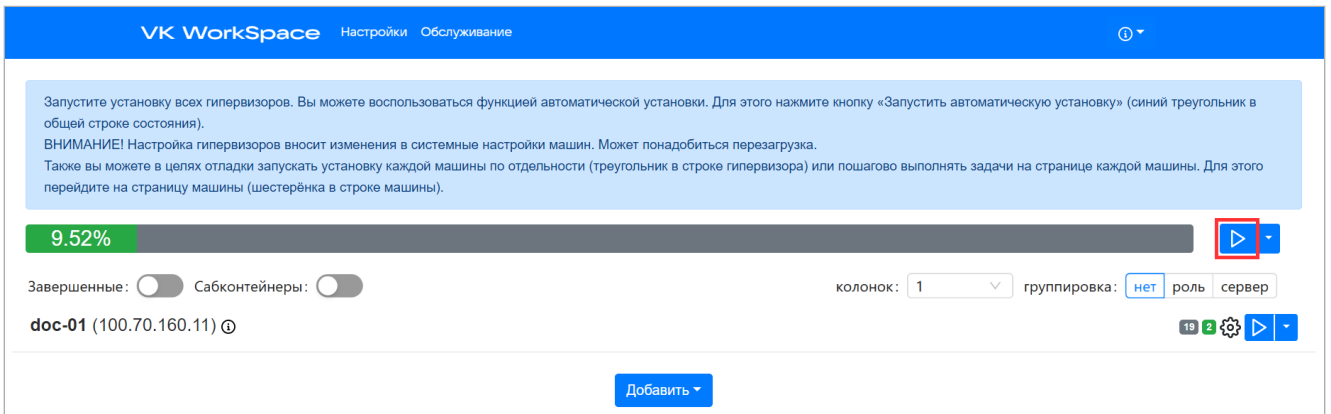 VK WorkSpace Настройки Обслуживание
Запустите установку всех гипервизоров. Вы можете воспользоваться функцией автоматической установки. Для этого нажмите кнопку «Запустить автоматическую установку» (синий треугольник в
общей строке состояния).
ВНИМАНИЕ! Настройка гипервизоров вносит изменения в системные настройки машин. Может понадобиться перезагрузка.
Также вы можете в целях отладки запускать установку каждой машины по отдельности (треугольник в строке гипервизора) или пошагово выполнять задачи на странице каждой машины. Для этого
перейдите на страницу машины (шестерёнка в строке машины).
9.52%
Завершенные: Сабконтейнеры: колонок: 1 группировка: нет роль сервер
doc-01 (100.70.160.11) 19 2
Добавить